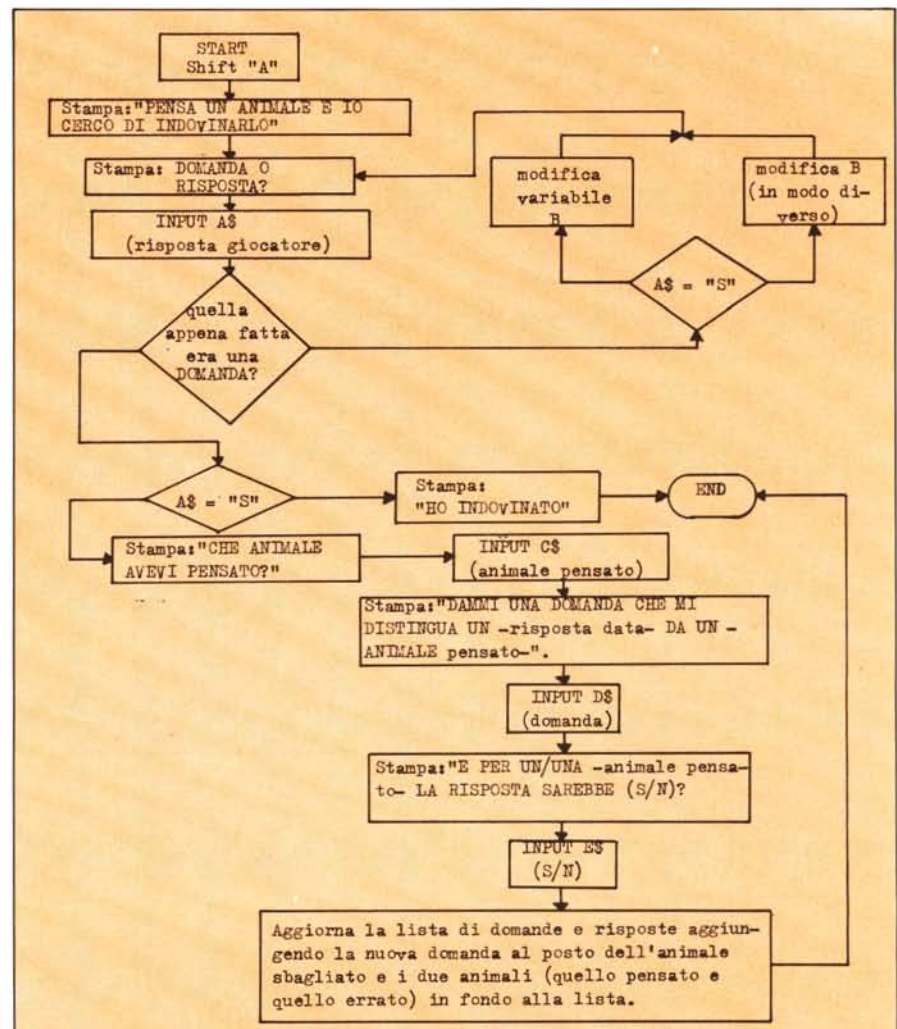 START
Shift "A"
Stampa:"PENSA UN ANIMALE E IO
CERCO DI INDOVINARLO"
Stampa: DOMANDA O
RISPOSTA?
INPUT A$
(risposta giocatore)
quella
appena fatta
era una
DOMANDA?
modifica
variabile
B
modifica B
(in modo di-
verso)
A$ = "S"
A$ = "S"
Stampa:
"HO INDOVINATO"
END
Stampa:"CHE ANIMALE
AVEVI PENSATO?"
INPUT C$
(animale pensato)
Stampa:"DAMMI UNA DOMANDA CHE MI
DISTINGUA UN -risposta data- DA UN -
ANIMALE pensato-".
INPUT D$
(domanda)
Stampa:"E PER UN/UNA -animale pensa-
to- LA RISPOSTA SAREBBE (S/N)?
INPUT E$
(S/N)
Aggiorna la lista di domande e risposte aggiun-
gendo la nuova domanda al posto dell'animale
sbagliato e i due animali (quello pensato e
quello errato) in fondo alla lista.